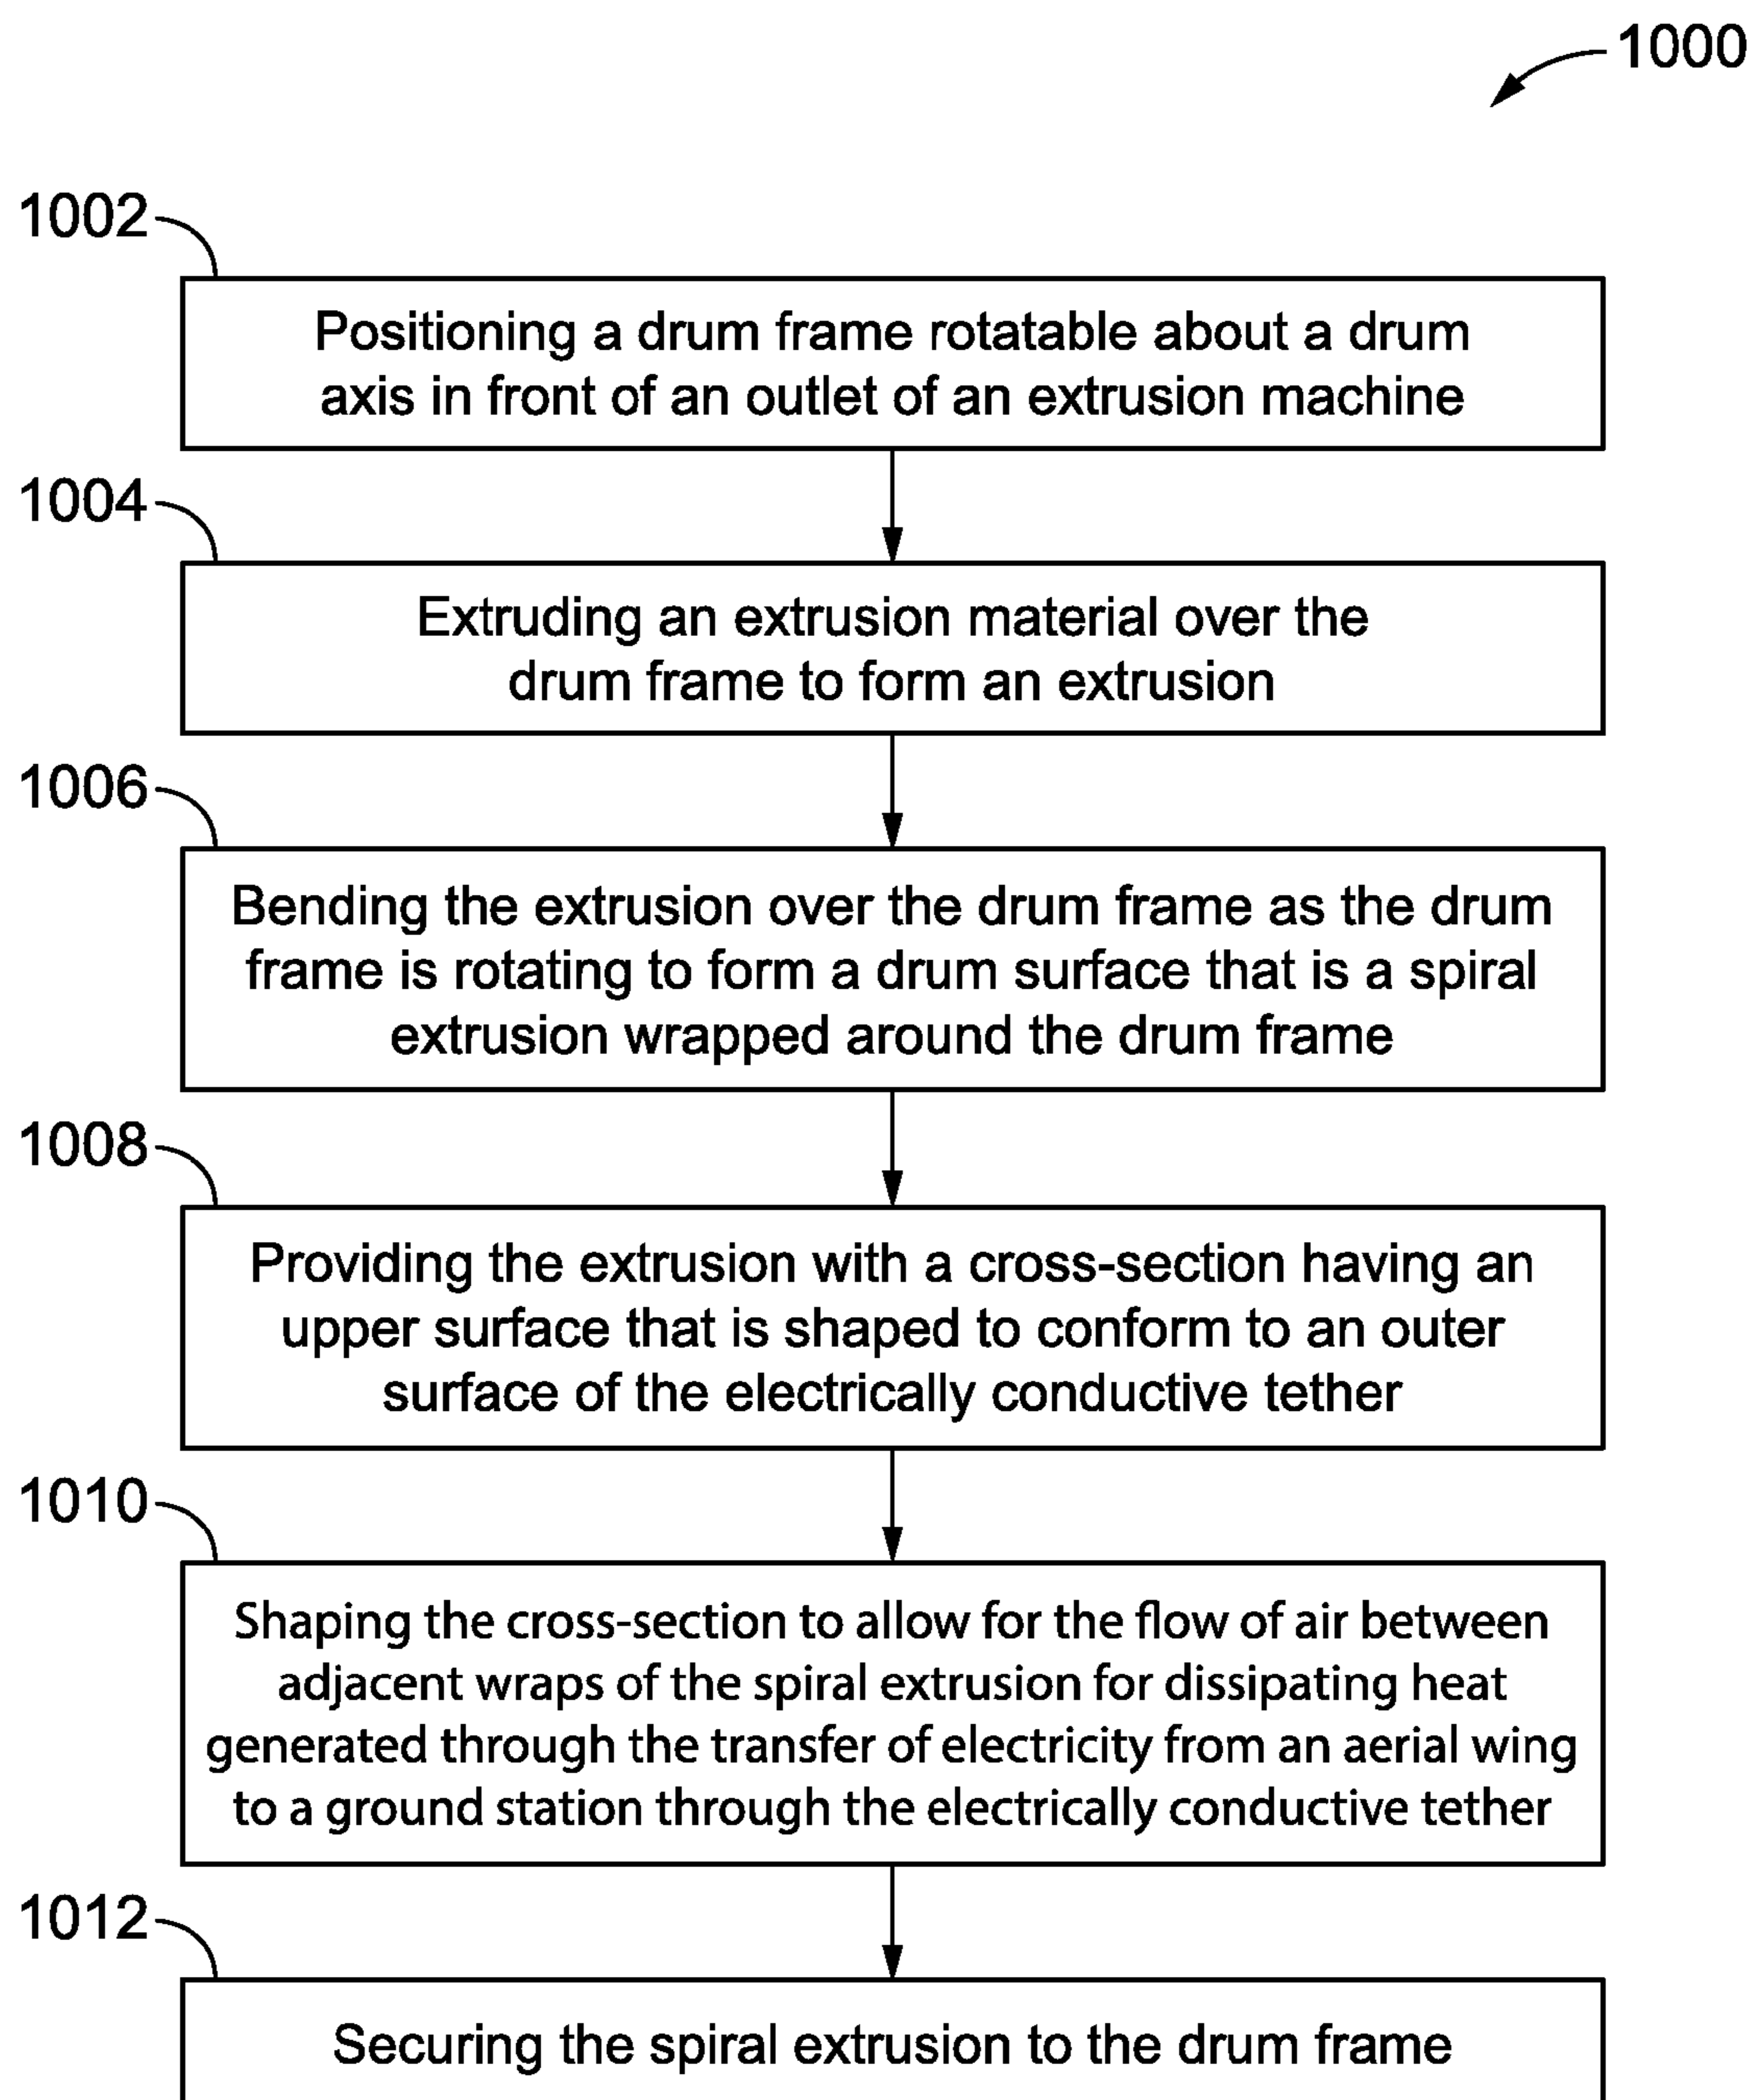 1000
1002
Positioning a drum frame rotatable about a drum
axis in front of an outlet of an extrusion machine
1004
Extruding an extrusion material over the
drum frame to form an extrusion
1006
Bending the extrusion over the drum frame as the drum
frame is rotating to form a drum surface that is a spiral
extrusion wrapped around the drum frame
1008
Providing the extrusion with a cross-section having an
upper surface that is shaped to conform to an outer
surface of the electrically conductive tether
1010
Shaping the cross-section to allow for the flow of air between
adjacent wraps of the spiral extrusion for dissipating heat
generated through the transfer of electricity from an aerial wing
to a ground station through the electrically conductive tether
1012
Securing the spiral extrusion to the drum frame